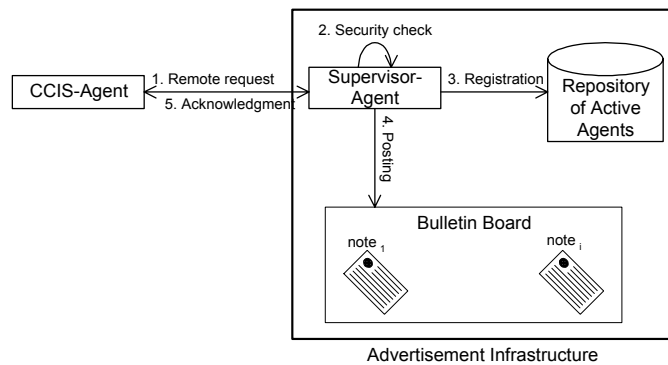 2. Security check
CCIS-Agent
1. Remote request
5. Acknowledgment
Supervisor-
Agent
3. Registration
Repository
of Active
Agents
4. Posting
Bulletin Board
note 1
note i
Advertisement Infrastructure